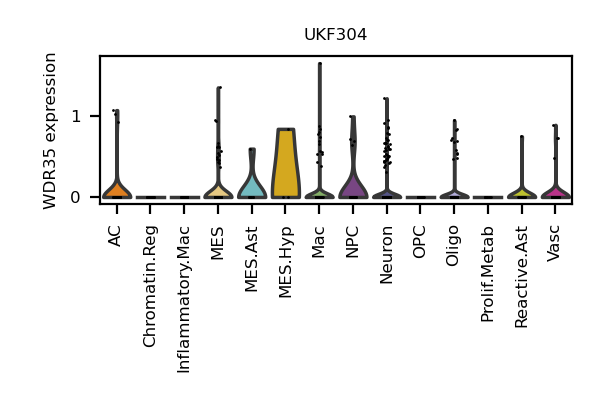 UKF304
WDR35 expression
1
0
AC
Chromatin.Reg
Inflammatory.Mac
MES
MES.Ast
MES.Hyp
Mac
NPC
Neuron
OPC
Oligo
Prolif.Metab
Reactive.Ast
Vasc